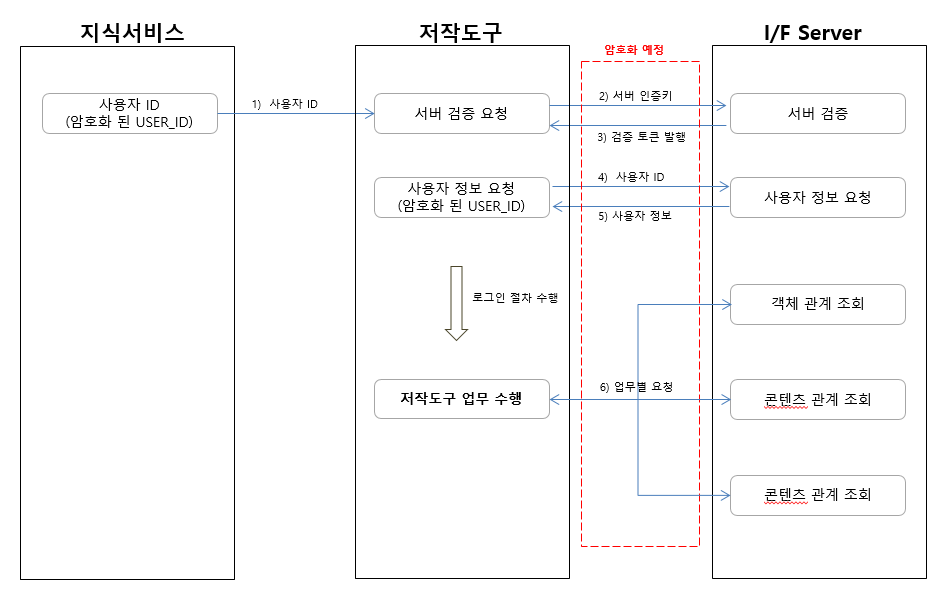 지식서비스
저작도구
I/F Server
암호화 예정
사용자 ID
(암호화 된 USER_ID)
1) 사용자 ID
서버 검증 요청
2) 서버 인증키
3) 검증 토큰 발행
서버 검증
사용자 정보 요청
(암호화 된 USER_ID)
4) 사용자 ID
5) 사용자 정보
사용자 정보 요청
로그인 절차 수행
객체 관계 조회
저작도구 업무 수행
6) 업무별 요청
콘텐츠 관계 조회
콘텐츠 관계 조회